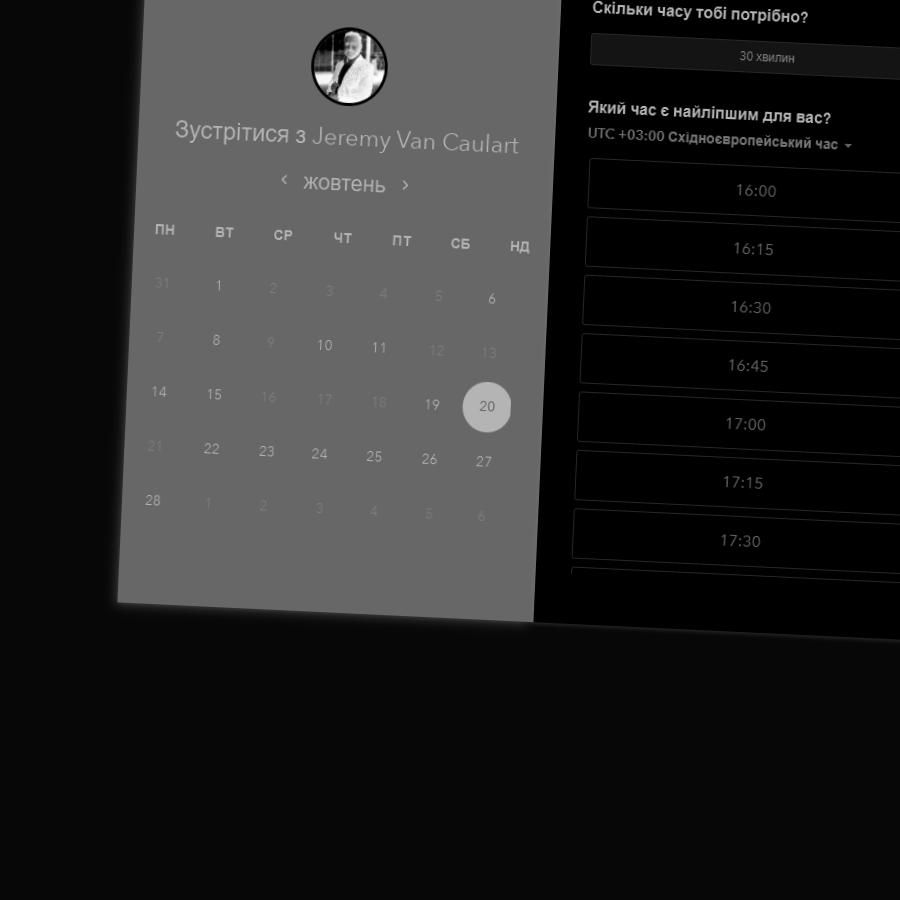 Зустрітися з Jeremy Van Caulart
‹ жовтень ›
ПН ВТ СР ЧТ ПТ СБ НД
31 1 2 3 4 5 6
7 8 9 10 11 12 13
14 15 16 17 18 19 20
21 22 23 24 25 26 27
28 1 2 3 4 5 6
Скільки часу тобі потрібно?
30 хвилин
Який час є найліпшим для вас?
UTC +03:00 Східноєвропейський час
16:00
16:15
16:30
16:45
17:00
17:15
17:30